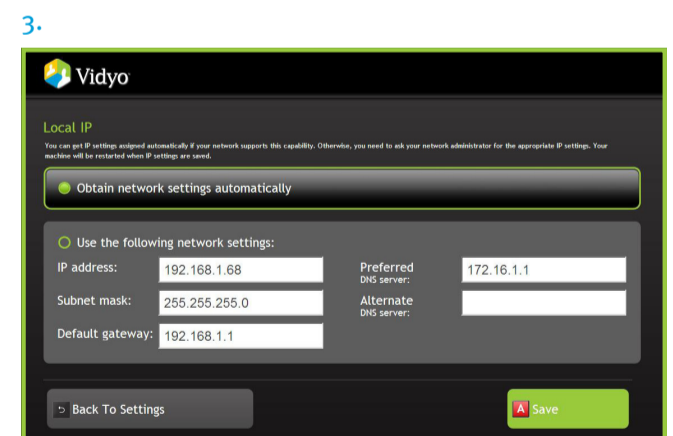 3.
Vidyo
Local IP
You can get IP settings assigned automatically if your network supports this capability. Otherwise, you need to ask your network administrator for the appropriate IP settings. Your
machine will be restarted when IP settings are saved.
Obtain network settings automatically
Use the following network settings:
IP address: 192.168.1.68
Preferred DNS server: 172.16.1.1
Subnet mask: 255.255.255.0
Alternate DNS server:
Default gateway: 192.168.1.1
Back To Settings
A Save